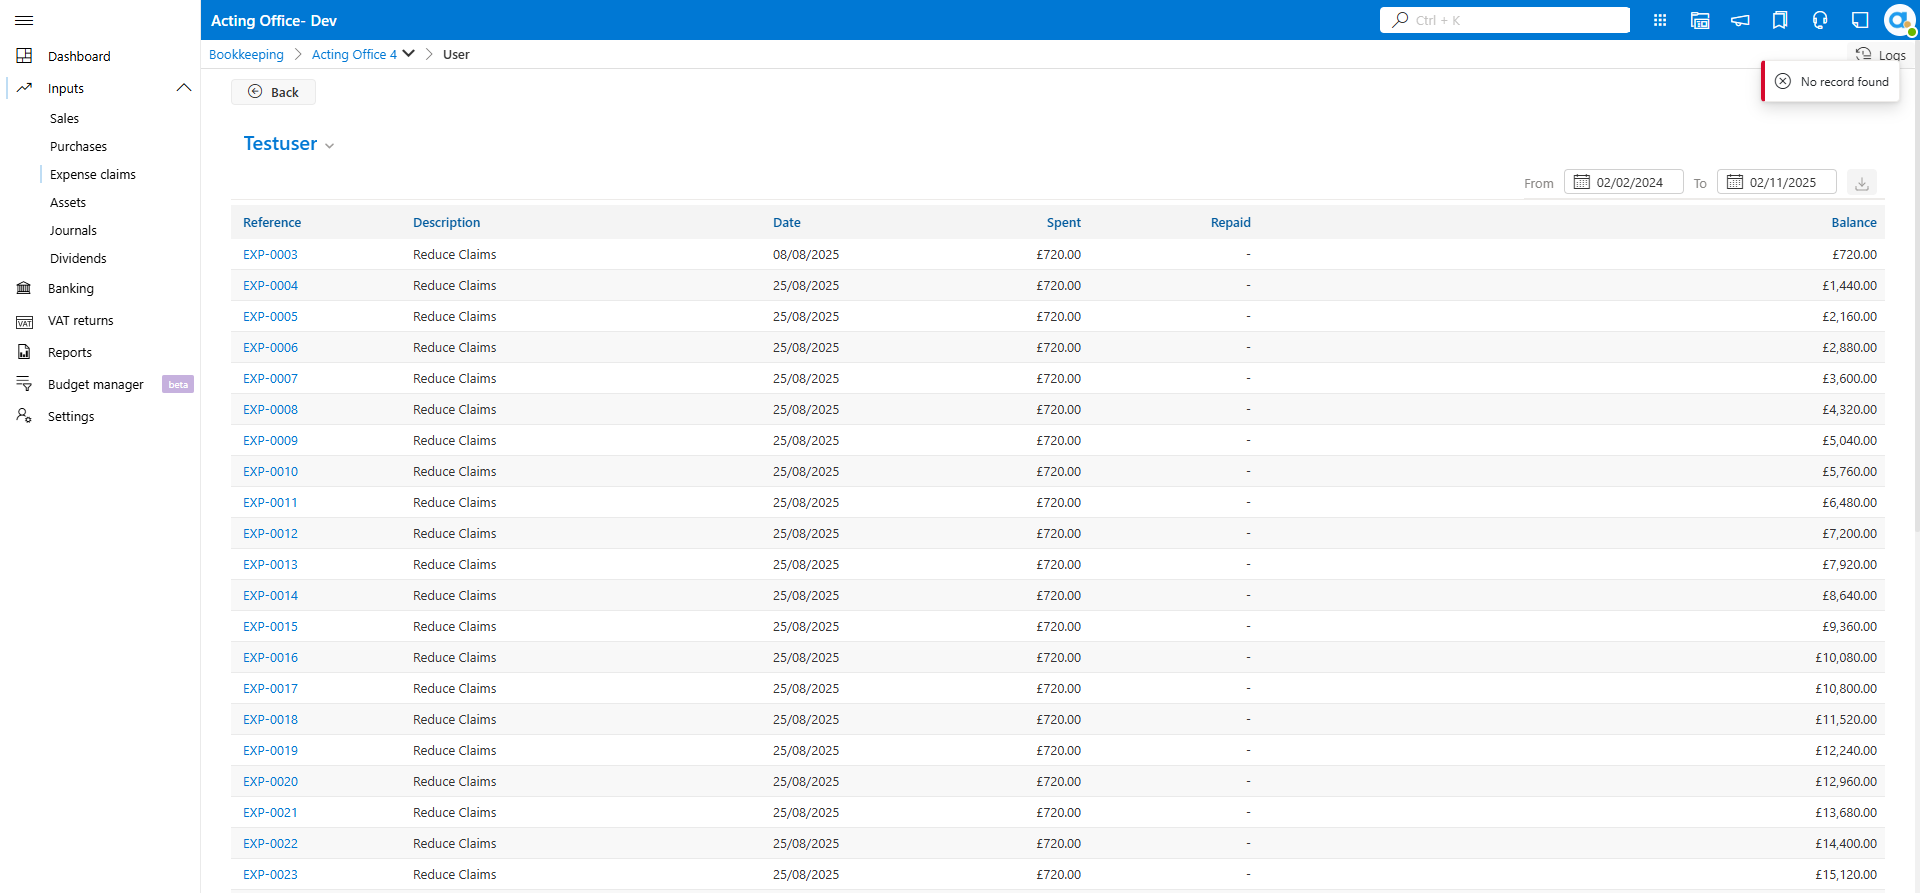 Acting Office- Dev
Ctrl + K
Dashboard
Inputs
Sales
Purchases
Expense claims
Assets
Journals
Dividends
Banking
VAT
VAT returns
Reports
Budget manager beta
Settings
Bookkeeping Acting Office 4 User
Logs
No record found
Back
Testuser
From 02/02/2024 To 02/11/2025
Reference Description Date Spent Repaid Balance
EXP-0003 Reduce Claims 08/08/2025 £720.00 - £720.00
EXP-0004 Reduce Claims 25/08/2025 £720.00 - £1,440.00
EXP-0005 Reduce Claims 25/08/2025 £720.00 - £2,160.00
EXP-0006 Reduce Claims 25/08/2025 £720.00 - £2,880.00
EXP-0007 Reduce Claims 25/08/2025 £720.00 - £3,600.00
EXP-0008 Reduce Claims 25/08/2025 £720.00 - £4,320.00
EXP-0009 Reduce Claims 25/08/2025 £720.00 - £5,040.00
EXP-0010 Reduce Claims 25/08/2025 £720.00 - £5,760.00
EXP-0011 Reduce Claims 25/08/2025 £720.00 - £6,480.00
EXP-0012 Reduce Claims 25/08/2025 £720.00 - £7,200.00
EXP-0013 Reduce Claims 25/08/2025 £720.00 - £7,920.00
EXP-0014 Reduce Claims 25/08/2025 £720.00 - £8,640.00
EXP-0015 Reduce Claims 25/08/2025 £720.00 - £9,360.00
EXP-0016 Reduce Claims 25/08/2025 £720.00 - £10,080.00
EXP-0017 Reduce Claims 25/08/2025 £720.00 - £10,800.00
EXP-0018 Reduce Claims 25/08/2025 £720.00 - £11,520.00
EXP-0019 Reduce Claims 25/08/2025 £720.00 - £12,240.00
EXP-0020 Reduce Claims 25/08/2025 £720.00 - £12,960.00
EXP-0021 Reduce Claims 25/08/2025 £720.00 - £13,680.00
EXP-0022 Reduce Claims 25/08/2025 £720.00 - £14,400.00
EXP-0023 Reduce Claims 25/08/2025 £720.00 - £15,120.00